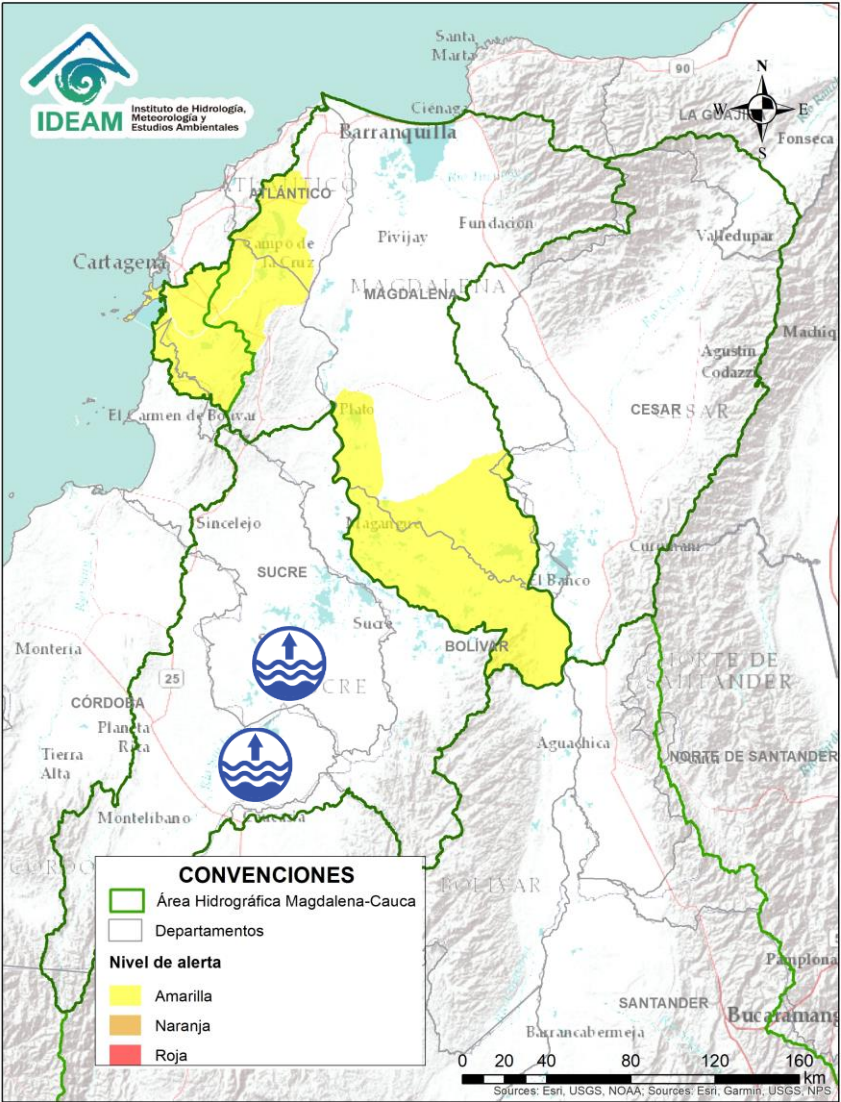 IDEAM
Instituto de Hidrología,
Meteorología y
Estudios Ambientales
Santa
Marta
90
N
W
E
S
Ciénaga
LA GUAJIRA
Barranquilla
Fonseca
ATLÁNTICO
ATLÁNTICO
Fundación
Pivijay
Valledupar
Campo de
la Cruz
Cartagena
MAGDALENA
MAGDALENA
Machiq
Agustín
Codazzi
El Carmen de Bolívar
Plato
CESAR
CESAR
Sincelejo
Magangué
Curumaní
SUCRE
El Banco
Sucre
Montería
BOLÍVAR
NORTE DE
SANTANDER
25
SUCRE
CÓRDOBA
Planeta
Rica
Aguachica
Tierra
Alta
NORTE DE SANTANDER
Montelíbano
CONVENCIONES
Área Hidrográfica Magdalena-Cauca
Departamentos
Nivel de alerta
Amarilla
Naranja
Roja
BOLÍVAR
Pamplona
SANTANDER
Bucaramang
Barrancabermeja
0 20 40 80 120 160
km
Sources: Esri, USGS, NOAA; Sources: Esri, Garmin, USGS, NPS